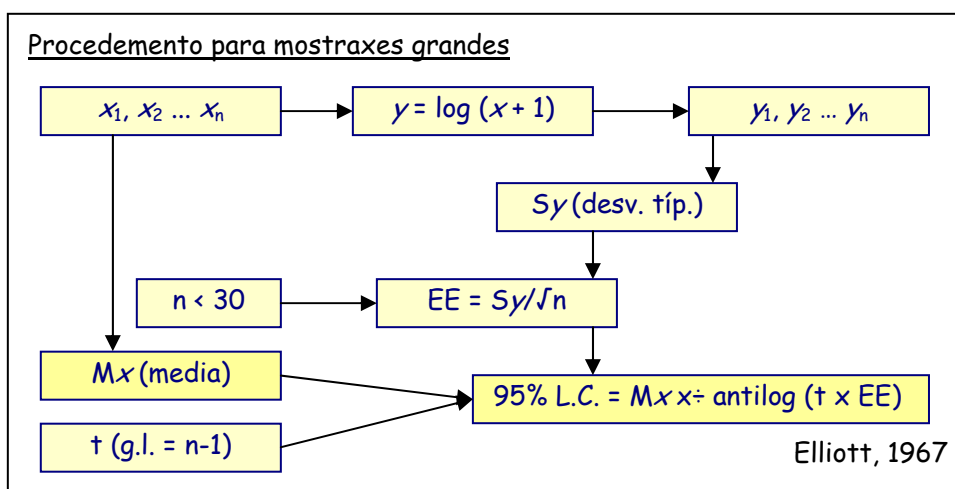 Procedemento para mostraxes grandes
x₁, x₂ ... xₙ
y = log (x + 1)
y₁, y₂ ... yₙ
Sy (desv. típ.)
n < 30
EE = Sy/√n
Mx (media)
95% L.C. = Mx x÷ antilog (t x EE)
t (g.l. = n-1)
Elliott, 1967